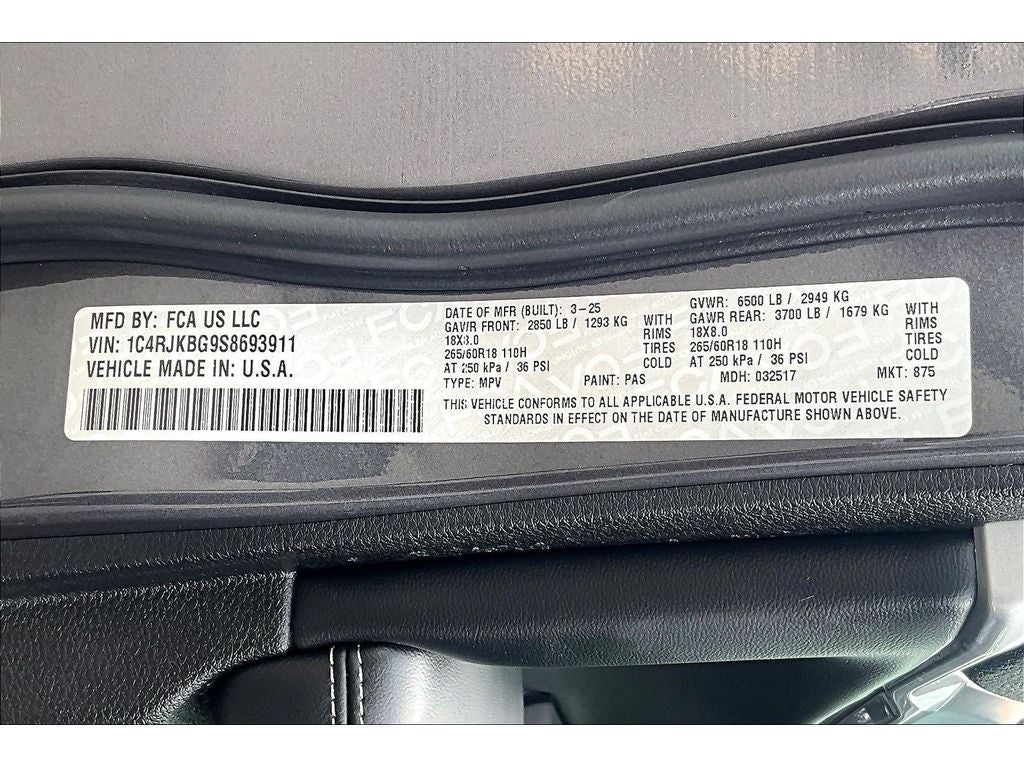 MFD BY: FCA US LLC
VIN: 1C4RJKBG9S8693911
VEHICLE MADE IN: U.S.A.
DATE OF MFR (BUILT): 3-25
GAWR FRONT: 2850 LB / 1293 KG WITH
18X8.0 RIMS
265/60R18 110H TIRES
AT 250 kPa / 36 PSI COLD
GVWR: 6500 LB / 2949 KG
GAWR REAR: 3700 LB / 1679 KG WITH
18X8.0 RIMS
265/60R18 110H TIRES
AT 250 kPa / 36 PSI COLD
TYPE: MPV PAINT: PAS MDH: 032517 MKT: 875
THIS VEHICLE CONFORMS TO ALL APPLICABLE U.S.A. FEDERAL MOTOR VEHICLE SAFETY
STANDARDS IN EFFECT ON THE DATE OF MANUFACTURE SHOWN ABOVE.